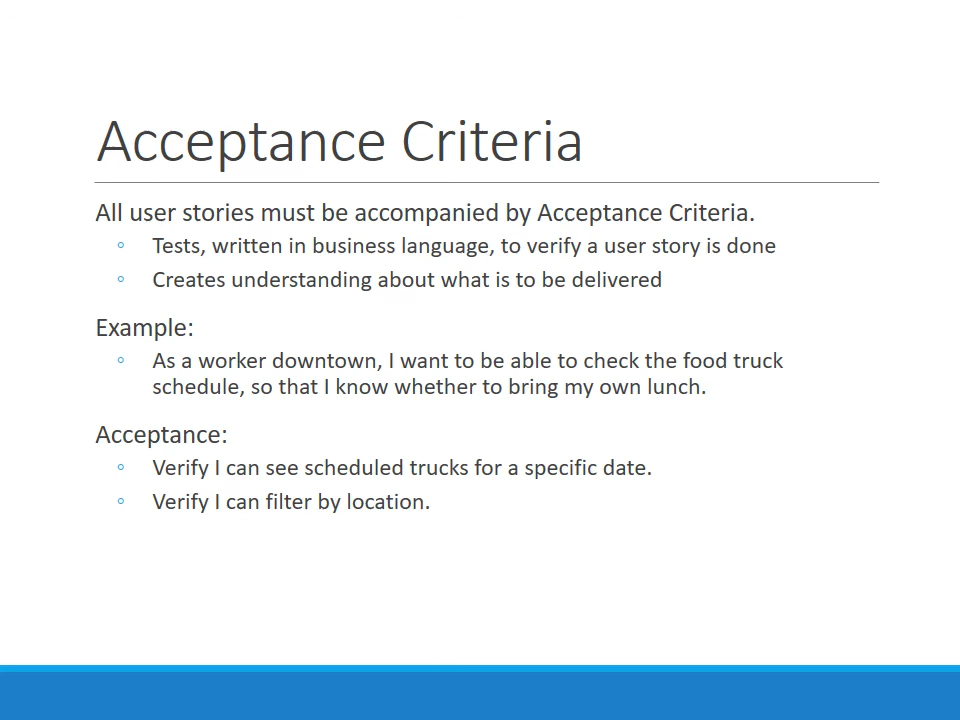 Acceptance Criteria
All user stories must be accompanied by Acceptance Criteria.
◦ Tests, written in business language, to verify a user story is done
◦ Creates understanding about what is to be delivered
Example:
◦ As a worker downtown, I want to be able to check the food truck
schedule, so that I know whether to bring my own lunch.
Acceptance:
◦ Verify I can see scheduled trucks for a specific date.
◦ Verify I can filter by location.